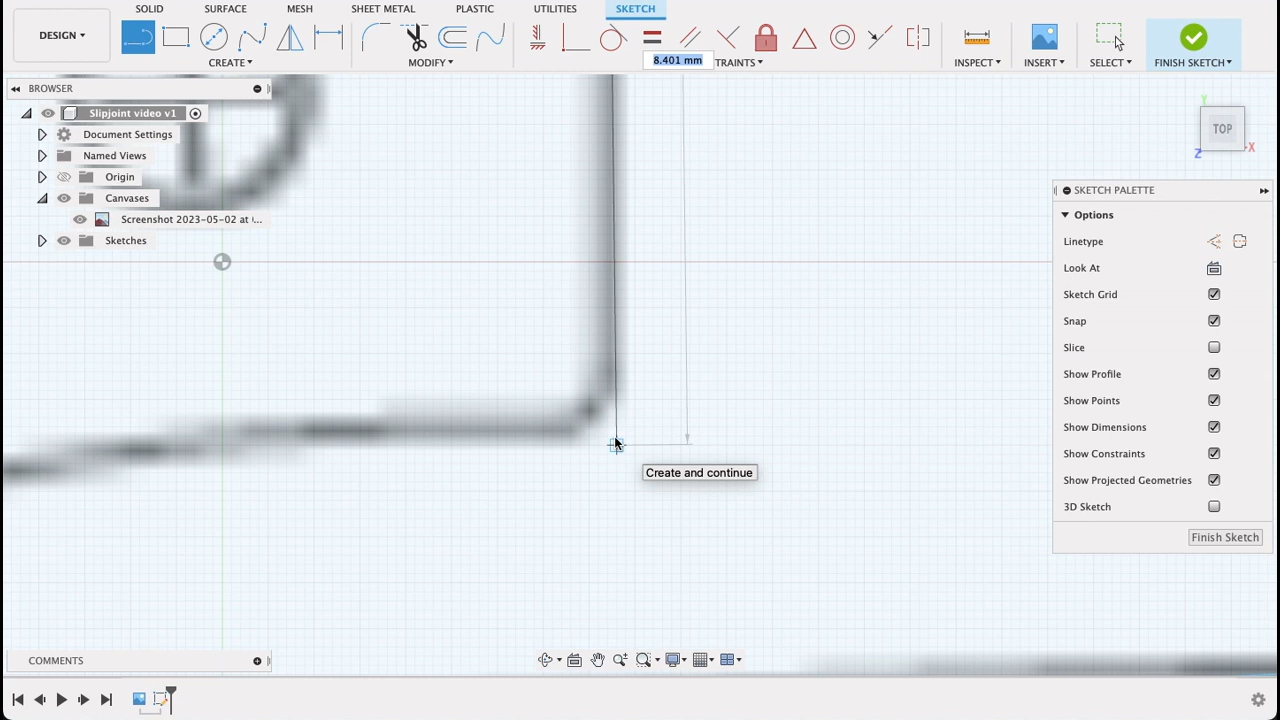 SOLID SURFACE MESH SHEET METAL PLASTIC UTILITIES SKETCH
DESIGN
8.401 mm
CREATE MODIFY TRAINTS INSPECT INSERT SELECT FINISH SKETCH
BROWSER
Slipjoint video v1
Document Settings
Named Views
Origin
Canvases
Screenshot 2023-05-02 at
Sketches
Y
TOP
X
Z
SKETCH PALETTE
Options
Linetype
Look At
Sketch Grid
Snap
Slice
Show Profile
Show Points
Show Dimensions
Show Constraints
Show Projected Geometries
3D Sketch
Finish Sketch
Create and continue
COMMENTS